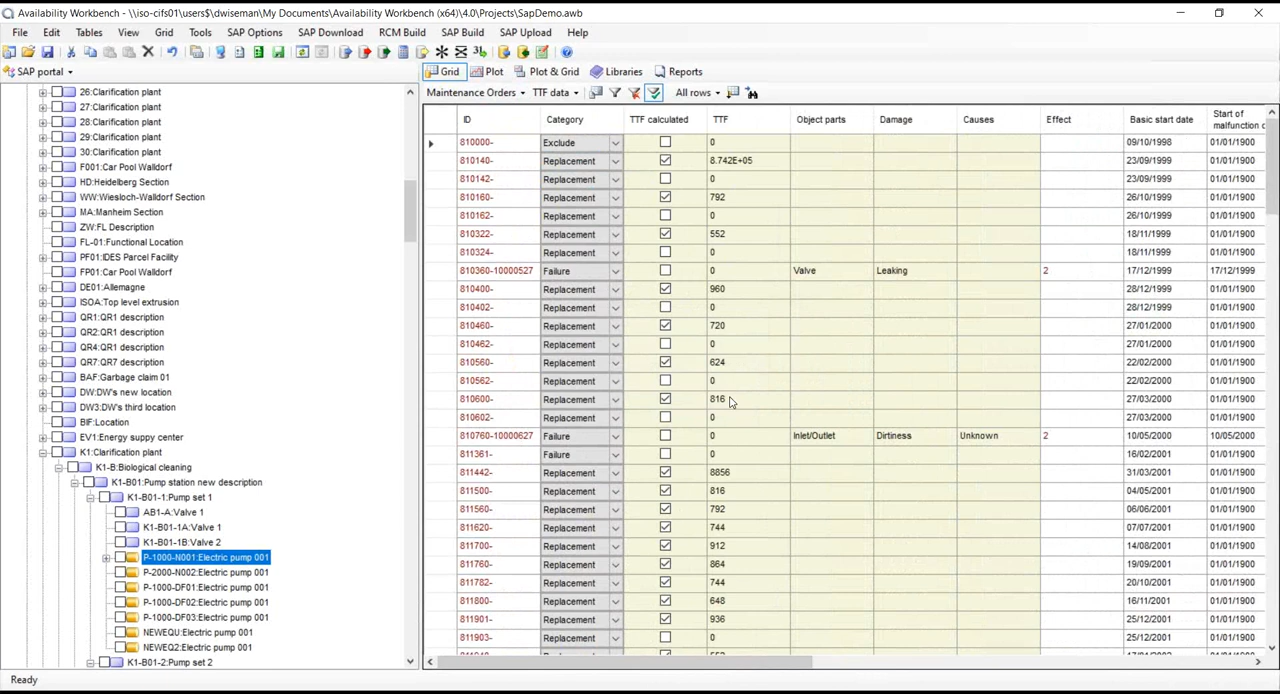 Availability Workbench - \\iso-cifs01\users$\dwiseman\My Documents\Availability Workbench (x64)\4.0\Projects\SapDemo.awb
File Edit Tables View Grid Tools SAP Options SAP Download RCM Build SAP Build SAP Upload Help
SAP portal
26:Clarification plant
27:Clarification plant
28:Clarification plant
29:Clarification plant
30:Clarification plant
F001:Car Pool Walldorf
HD:Heidelberg Section
WW:Wiesloch-Walldorf Section
MA:Manheim Section
ZW:FL Description
FL-01:Functional Location
PF01:IDES Parcel Facility
FP01:Car Pool Walldorf
DE01:Allemeige
ISOA:Top level extrusion
QR1:QR1 description
QR2:QR1 description
QR4:QR1 description
QR7:QR7 description
BAF:Garbage claim 01
DW:DW's new location
DW3:DW's third location
BIF:Location
EV1:Energy supply center
K1:Clarification plant
K1-B:Biological cleaning
K1-B01:Pump station new description
K1-B01-1:Pump set 1
AB1-A:Valve 1
K1-B01-1A:Valve 1
K1-B01-1B:Valve 2
P-1000-N001:Electric pump 001
P-2000-N002:Electric pump 001
P-1000-DF01:Electric pump 001
P-1000-DF02:Electric pump 001
P-1000-DF03:Electric pump 001
NEWEQU:Electric pump 001
NEWEQ2:Electric pump 001
K1-B01-2:Pump set 2
Grid Plot Plot & Grid Libraries Reports
Maintenance Orders TTF data All rows
ID Category TTF calculated TTF Object parts Damage Causes Effect Basic start date Start of malfunction
810000- Exclude 0 09/10/1998 01/01/1900
810140- Replacement 8.742E+05 23/09/1999 01/01/1900
810142- Replacement 0 23/09/1999 01/01/1900
810160- Replacement 792 26/10/1999 01/01/1900
810162- Replacement 0 26/10/1999 01/01/1900
810322- Replacement 552 18/11/1999 01/01/1900
810324- Replacement 0 18/11/1999 01/01/1900
810360-10000527 Failure 0 Valve Leaking 2 17/12/1999 17/12/1999
810400- Replacement 960 28/12/1999 01/01/1900
810402- Replacement 0 28/12/1999 01/01/1900
810460- Replacement 720 27/01/2000 01/01/1900
810462- Replacement 0 27/01/2000 01/01/1900
810560- Replacement 624 22/02/2000 01/01/1900
810562- Replacement 0 22/02/2000 01/01/1900
810600- Replacement 816 27/03/2000 01/01/1900
810602- Replacement 0 27/03/2000 01/01/1900
810760-10000627 Failure 0 Inlet/Outlet Dirtiness Unknown 2 10/05/2000 10/05/2000
811361- Failure 0 16/02/2001 01/01/1900
811442- Replacement 8856 31/03/2001 01/01/1900
811500- Replacement 816 04/05/2001 01/01/1900
811560- Replacement 792 06/06/2001 01/01/1900
811620- Replacement 744 07/07/2001 01/01/1900
811700- Replacement 912 14/08/2001 01/01/1900
811760- Replacement 864 19/09/2001 01/01/1900
811782- Replacement 744 20/10/2001 01/01/1900
811800- Replacement 648 16/11/2001 01/01/1900
811901- Replacement 936 25/12/2001 01/01/1900
811903- Replacement 0 25/12/2001 01/01/1900
Ready